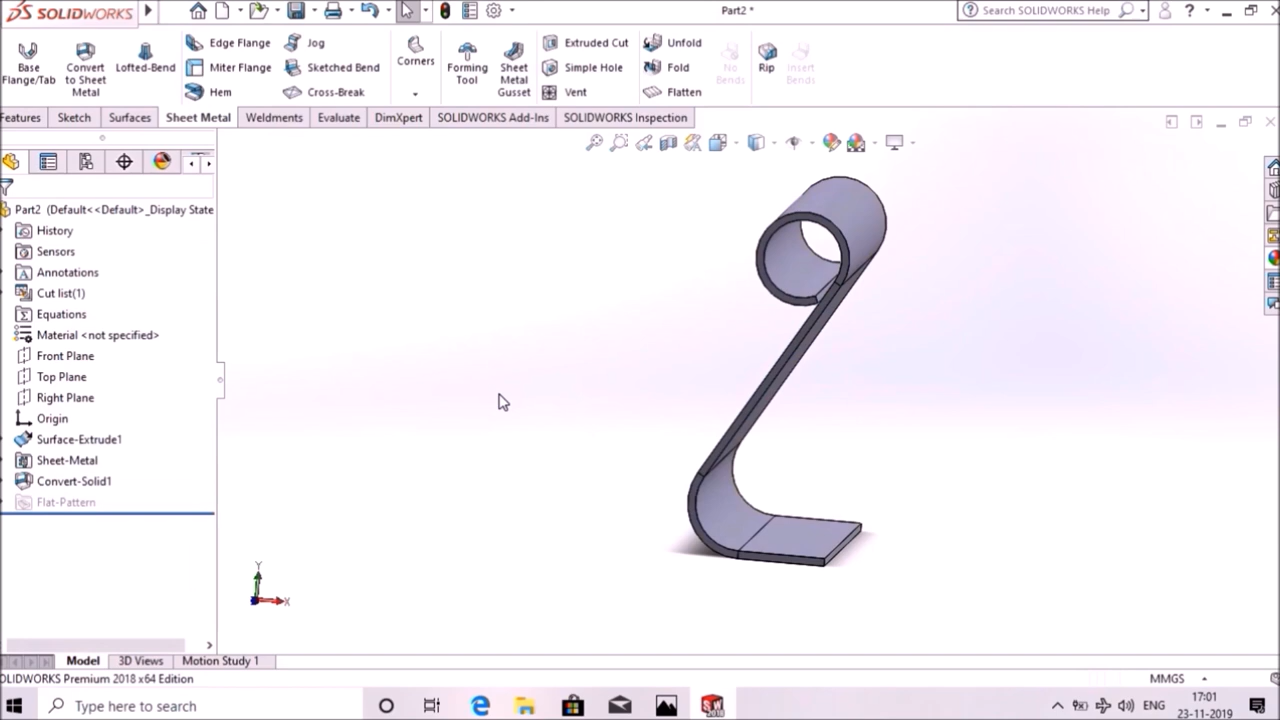 SOLIDWORKS
Part2 *
Search SOLIDWORKS Help
?
Base
Flange/Tab
Convert
to Sheet
Metal
Lofted-Bend
Edge Flange
Miter Flange
Hem
Jog
Sketched Bend
Cross-Break
Corners
Forming
Tool
Sheet
Metal
Gusset
Extruded Cut
Simple Hole
Vent
Unfold
Fold
Flatten
No
Bends
Rip
Insert
Bends
Features
Sketch
Surfaces
Sheet Metal
Weldments
Evaluate
DimXpert
SOLIDWORKS Add-Ins
SOLIDWORKS Inspection
Part2 (Default<<Default>_Display State
History
Sensors
Annotations
Cut list(1)
Equations
Material <not specified>
Front Plane
Top Plane
Right Plane
Origin
Surface-Extrude1
Sheet-Metal
Convert-Solid1
Flat-Pattern
Y
X
Model
3D Views
Motion Study 1
OLIDWORKS Premium 2018 x64 Edition
MMGS
Type here to search
SW
2018
ENG
17:01
23-11-2019